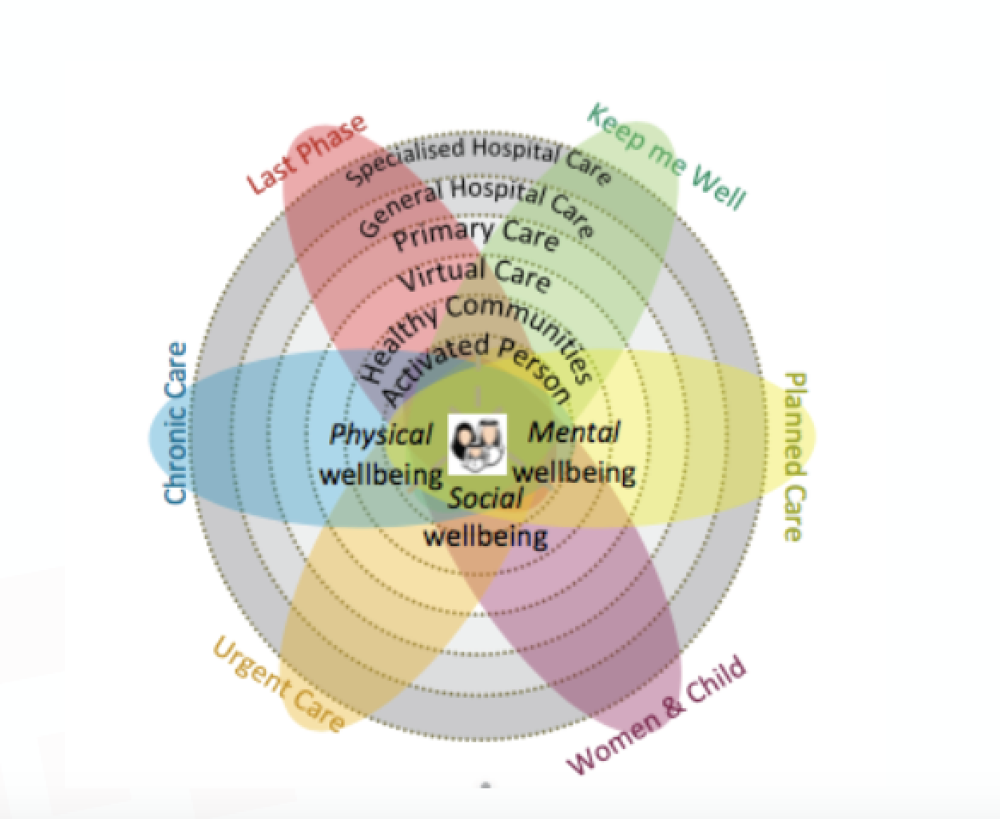 Last Phase
Keep me Well
Specialised Hospital Care
General Hospital Care
Primary Care
Virtual Care
Healthy Communities
Activated Person
Chronic Care
Planned Care
Physical
wellbeing
Mental
wellbeing
Social
wellbeing
Urgent Care
Women & Child